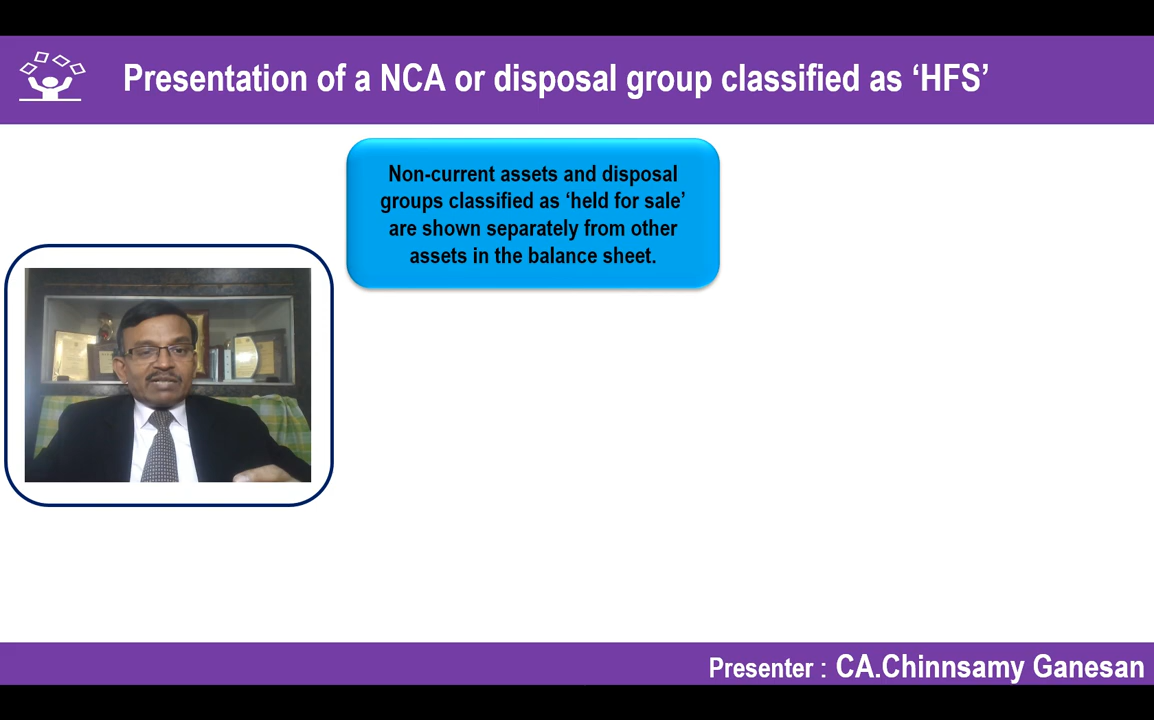 Presentation of a NCA or disposal group classified as ‘HFS’
Non-current assets and disposal
groups classified as ‘held for sale’
are shown separately from other
assets in the balance sheet.
Presenter : CA.Chinnsamy Ganesan